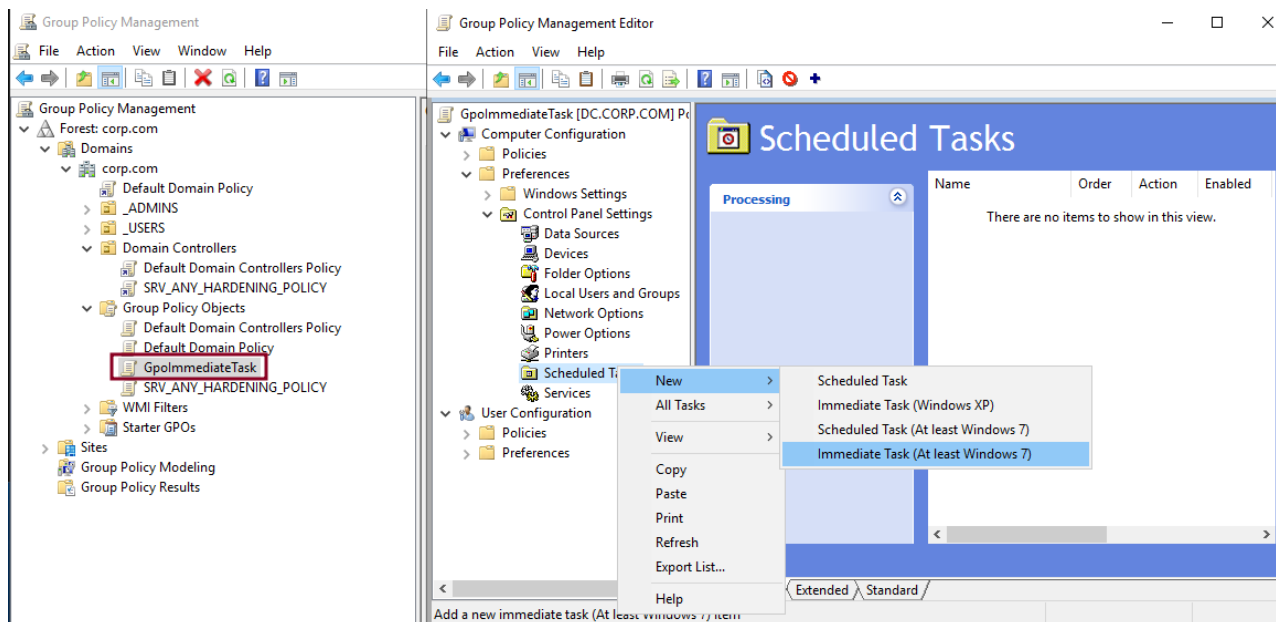 Group Policy Management
File Action View Window Help
Group Policy Management
Forest: corp.com
Domains
corp.com
Default Domain Policy
_ADMINS
_USERS
Domain Controllers
Default Domain Controllers Policy
SRV_ANY_HARDENING_POLICY
Group Policy Objects
Default Domain Controllers Policy
Default Domain Policy
GpoImmediateTask
SRV_ANY_HARDENING_POLICY
WMI Filters
Starter GPOs
Sites
Group Policy Modeling
Group Policy Results
Group Policy Management Editor
File Action View Help
GpoImmediateTask [DC.CORP.COM] Po
Computer Configuration
Policies
Preferences
Windows Settings
Control Panel Settings
Data Sources
Devices
Folder Options
Local Users and Groups
Network Options
Power Options
Printers
Scheduled Ta
Services
User Configuration
Policies
Preferences
Scheduled Tasks
Processing
Name Order Action Enabled
There are no items to show in this view.
New
All Tasks
View
Copy
Paste
Print
Refresh
Export List...
Help
Scheduled Task
Immediate Task (Windows XP)
Scheduled Task (At least Windows 7)
Immediate Task (At least Windows 7)
Extended Standard
Add a new immediate task (At least Windows 7) item